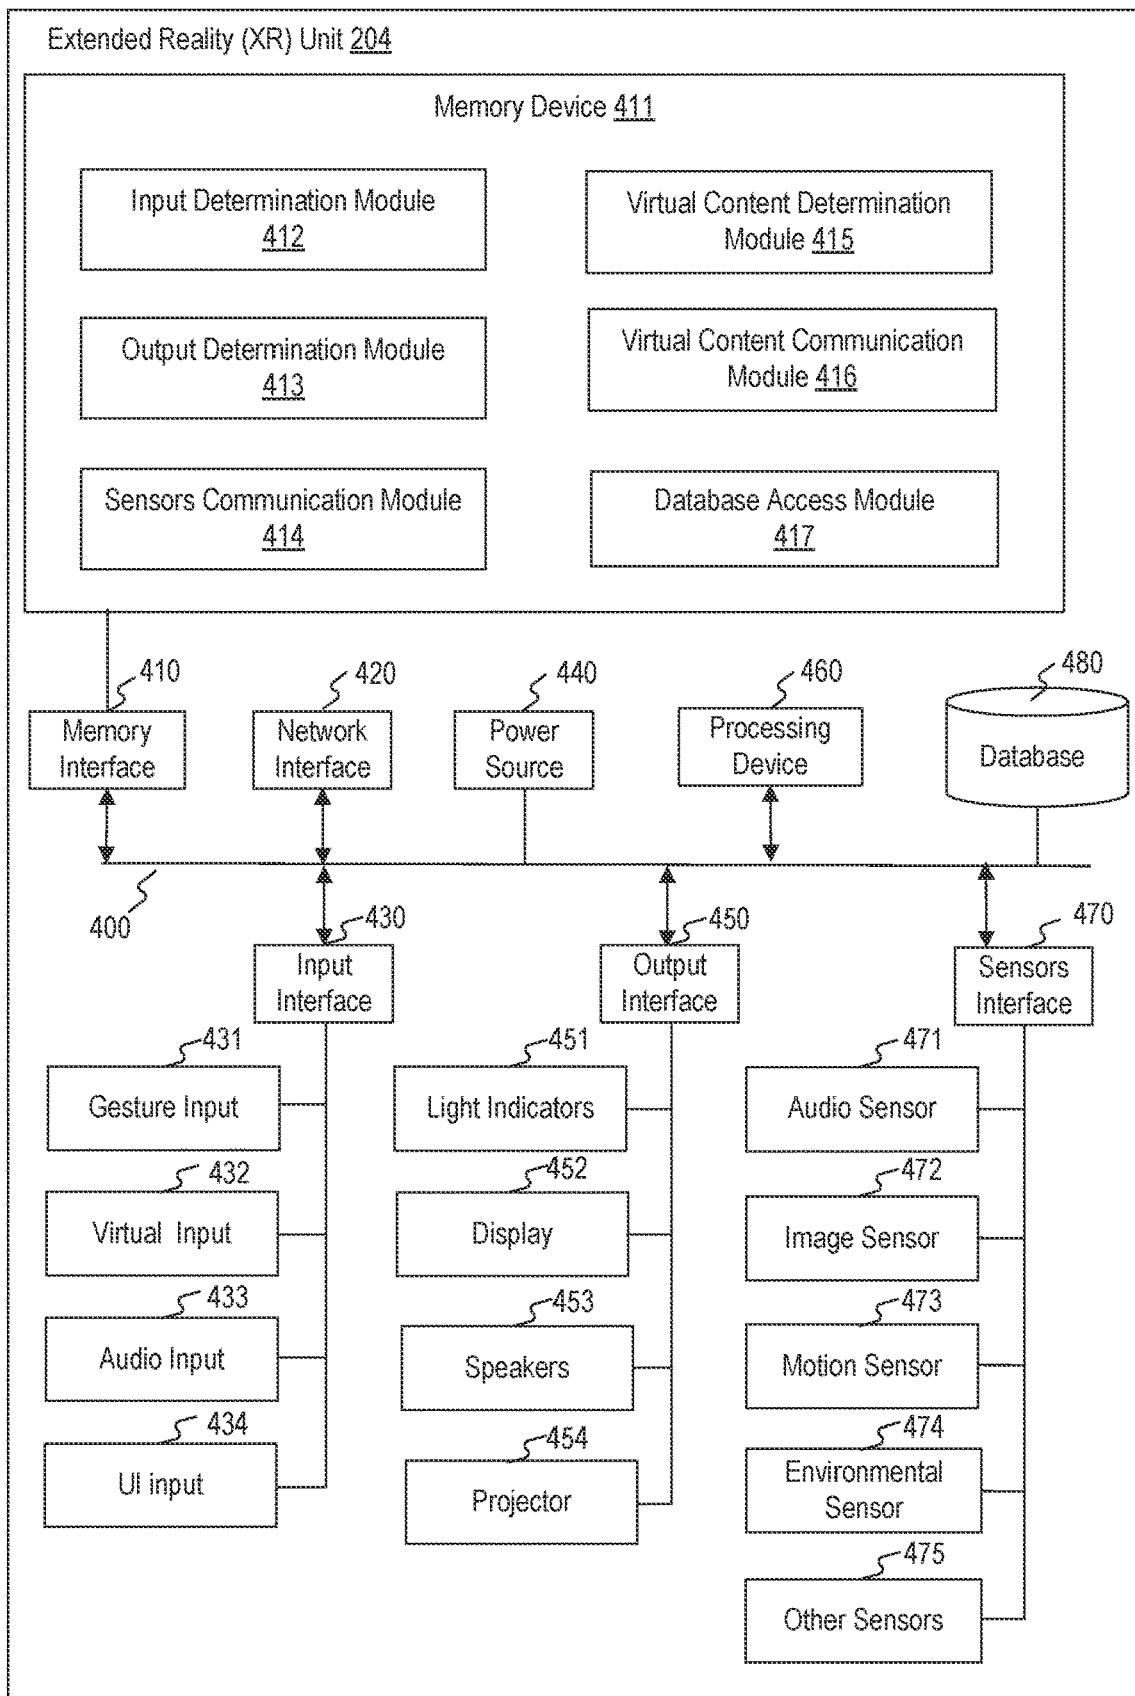 Extended Reality (XR) Unit 204
Memory Device 411
Input Determination Module
412
Virtual Content Determination
Module 415
Output Determination Module
413
Virtual Content Communication
Module 416
Sensors Communication Module
414
Database Access Module
417
410
Memory
Interface
420
Network
Interface
440
Power
Source
460
Processing
Device
480
Database
400
430
Input
Interface
450
Output
Interface
470
Sensors
Interface
431
Gesture Input
432
Virtual Input
433
Audio Input
434
UI input
451
Light Indicators
452
Display
453
Speakers
454
Projector
471
Audio Sensor
472
Image Sensor
473
Motion Sensor
474
Environmental
Sensor
475
Other Sensors